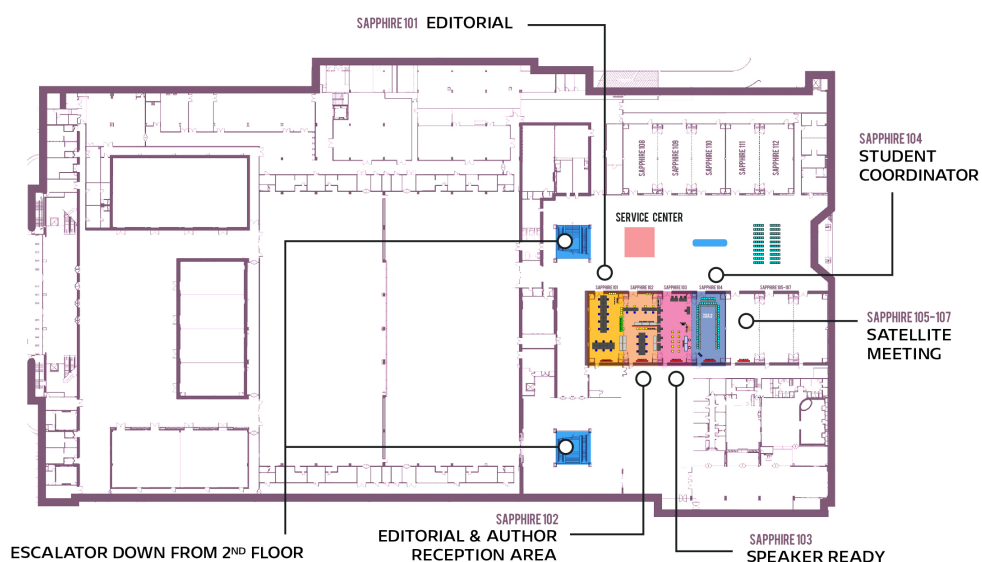 SAPPHIRE 101 EDITORIAL
SAPPHIRE 104
STUDENT
COORDINATOR
SAPPHIRE 108
SAPPHIRE 109
SAPPHIRE 110
SAPPHIRE 111
SAPPHIRE 112
SERVICE CENTER
SAPPHIRE 101
SAPPHIRE 102
SAPPHIRE 103
SAPPHIRE 104
SAPPHIRE 105-107
SAPPHIRE 105-107
SATELLITE
MEETING
SAPPHIRE 102
EDITORIAL & AUTHOR
RECEPTION AREA
SAPPHIRE 103
SPEAKER READY
ESCALATOR DOWN FROM 2ND FLOOR